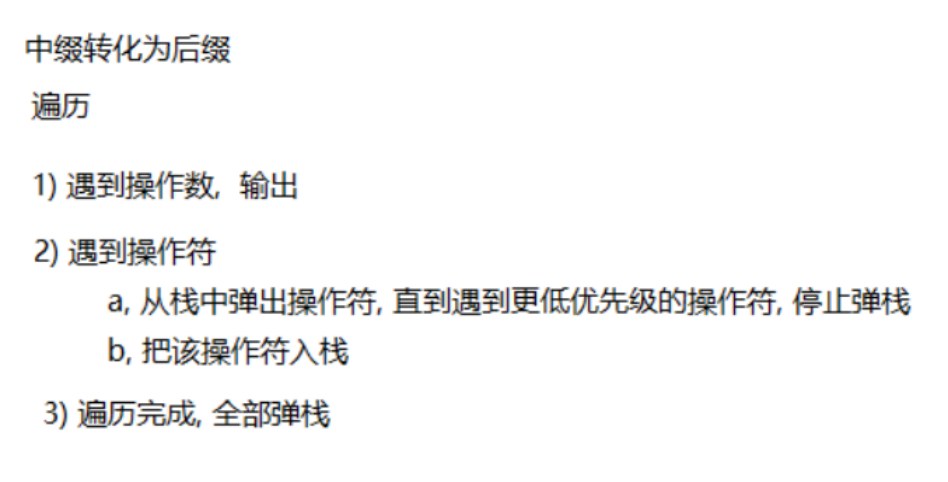 中缀转化为后缀
遍历
1) 遇到操作数, 输出
2) 遇到操作符
a, 从栈中弹出操作符, 直到遇到更低优先级的操作符, 停止弹栈
b, 把该操作符入栈
3) 遍历完成, 全部弹栈